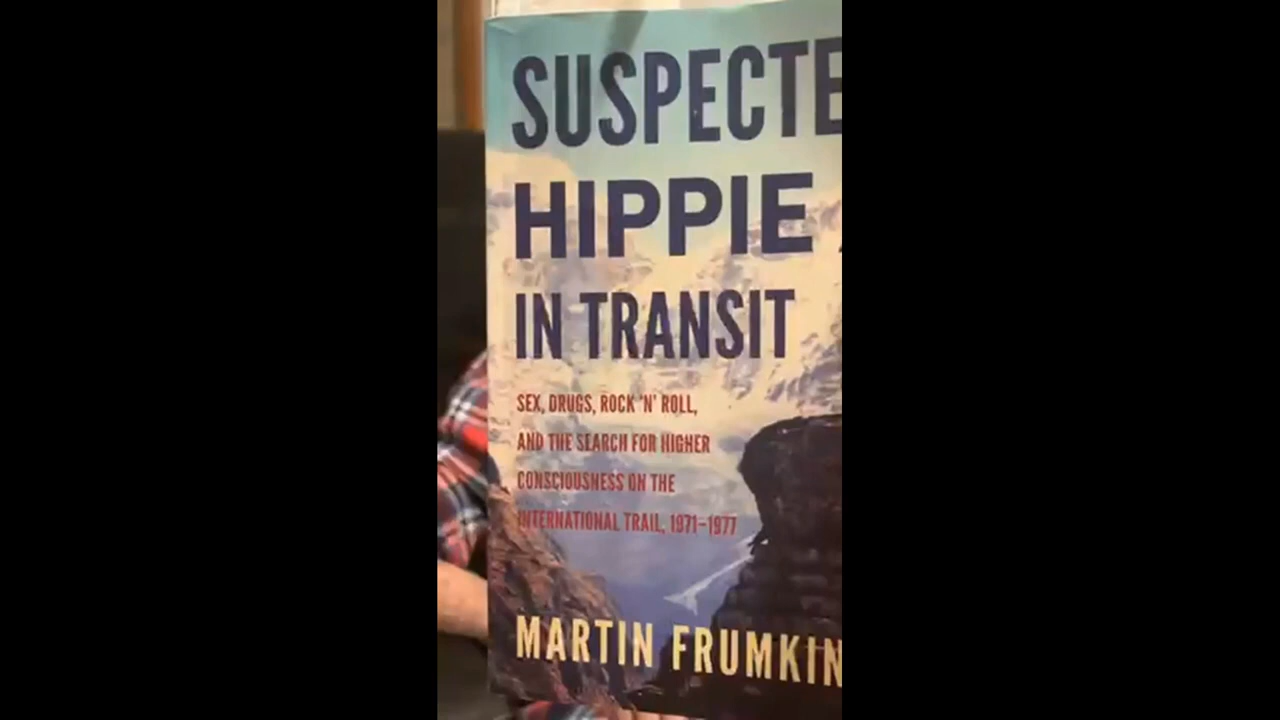 SUSPECTE
HIPPIE
IN TRANSIT
SEX, DRUGS, ROCK 'N' ROLL,
AND THE SEARCH FOR HIGHER
CONSCIOUSNESS ON THE
INTERNATIONAL TRAIL, 1971–1977
MARTIN FRUMKIN